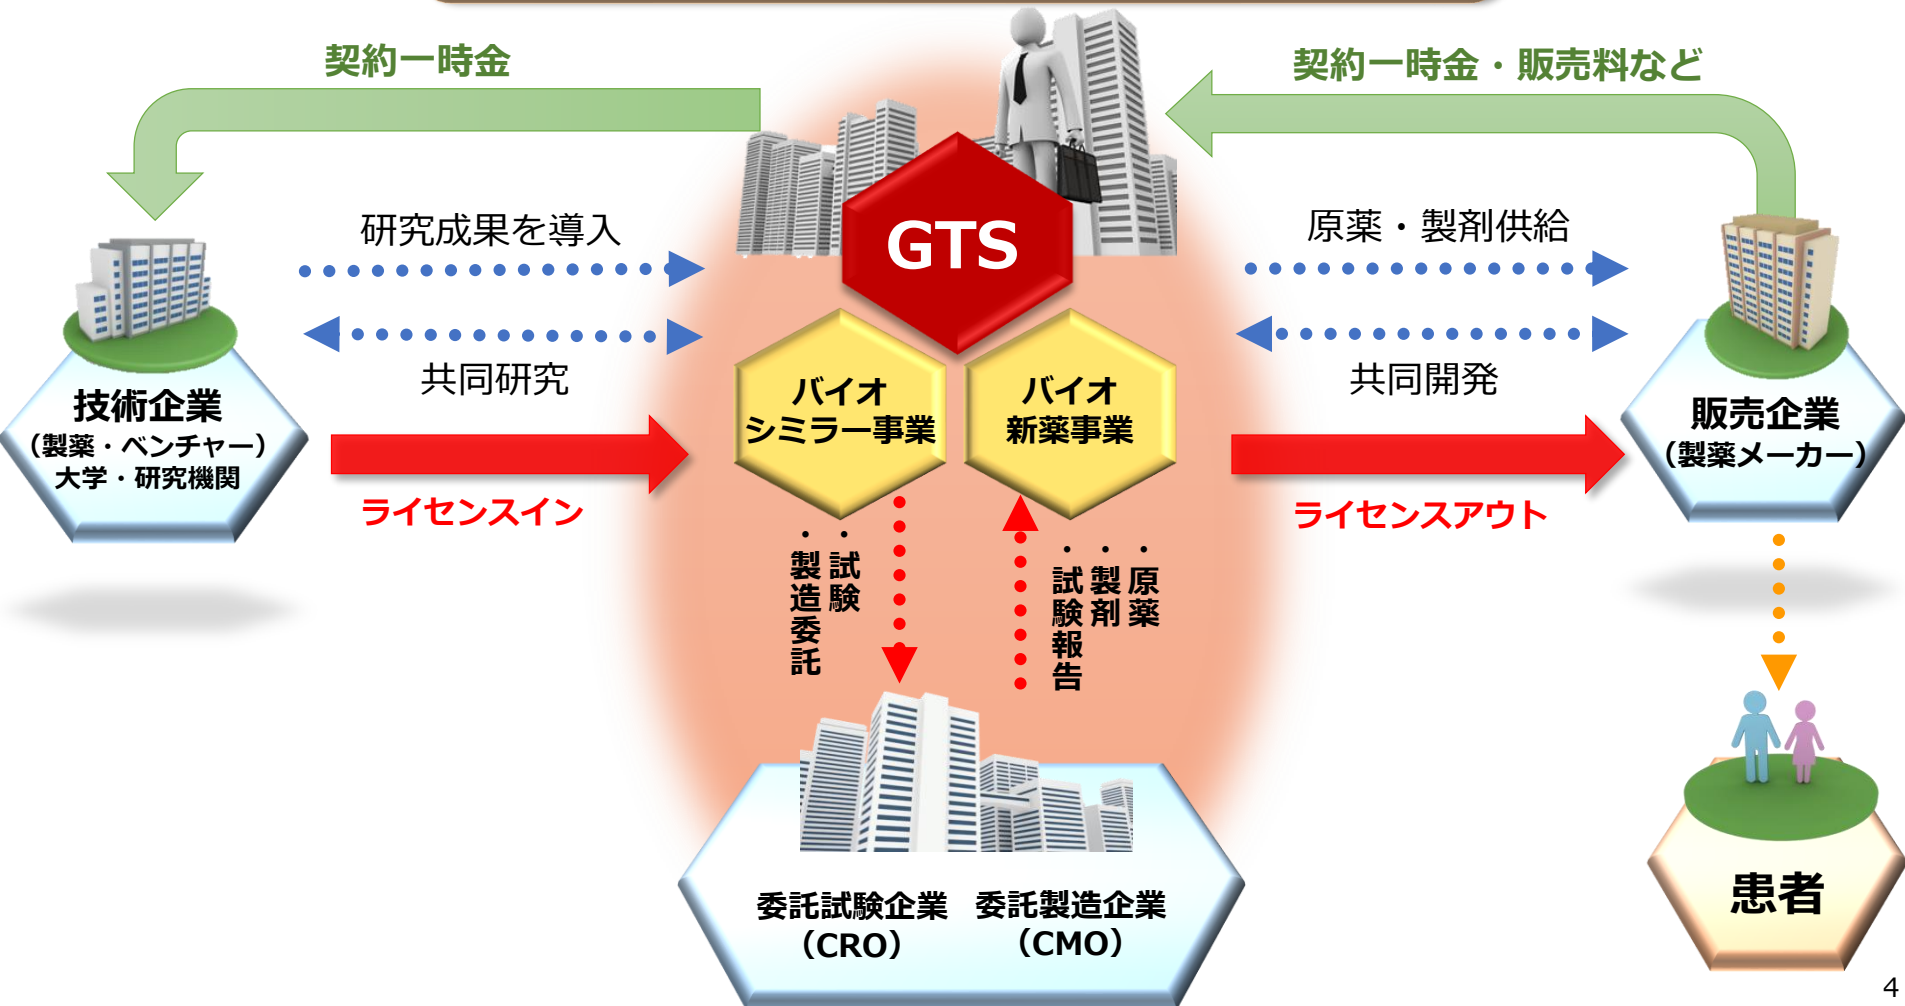 契約一時金
契約一時金・販売料など
GTS
研究成果を導入
共同研究
原薬・製剤供給
共同開発
技術企業
（製薬・ベンチャー）
大学・研究機関
ライセンスイン
バイオ
シミラー事業
バイオ
新薬事業
ライセンスアウト
販売企業
（製薬メーカー）
・試験
・製造委託
・原薬
・製剤
・試験報告
委託試験企業
（CRO）
委託製造企業
（CMO）
患者
4